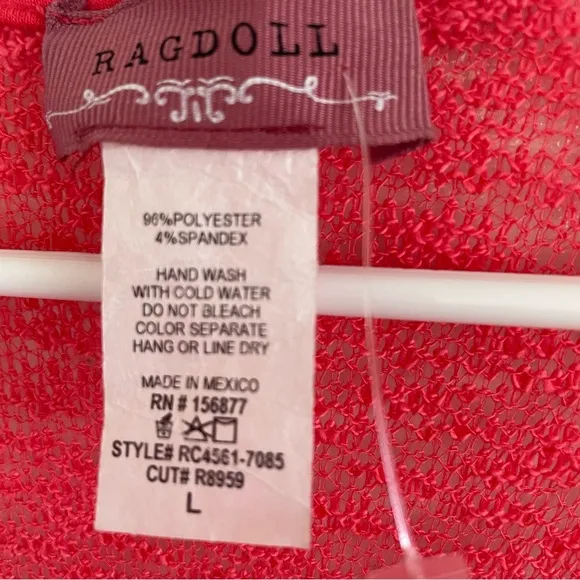 RAGDOLL
96%POLYESTER
4%SPANDEX
HAND WASH
WITH COLD WATER
DO NOT BLEACH
COLOR SEPARATE
HANG OR LINE DRY
MADE IN MEXICO
RN # 156877
STYLE# RC4561-7085
CUT# R8959
L